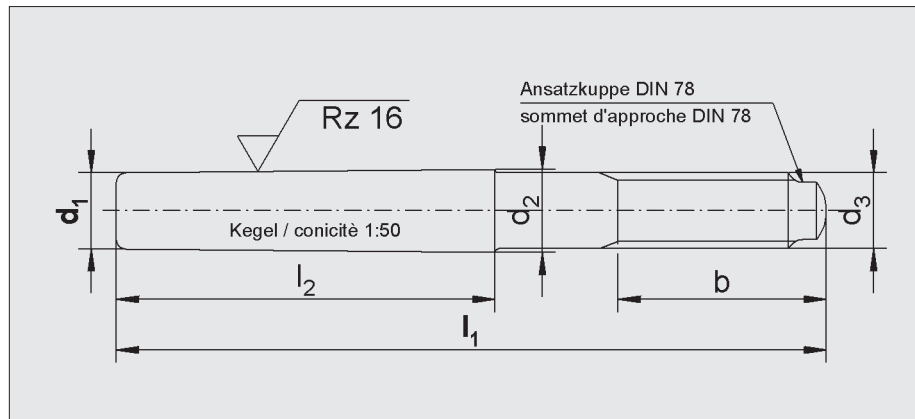 Ansatzkuppe DIN 78
sommet d'approche DIN 78
Rz 16
d₁
Kegel / conicitè 1:50
d₂
d₃
l₂
b
l₁